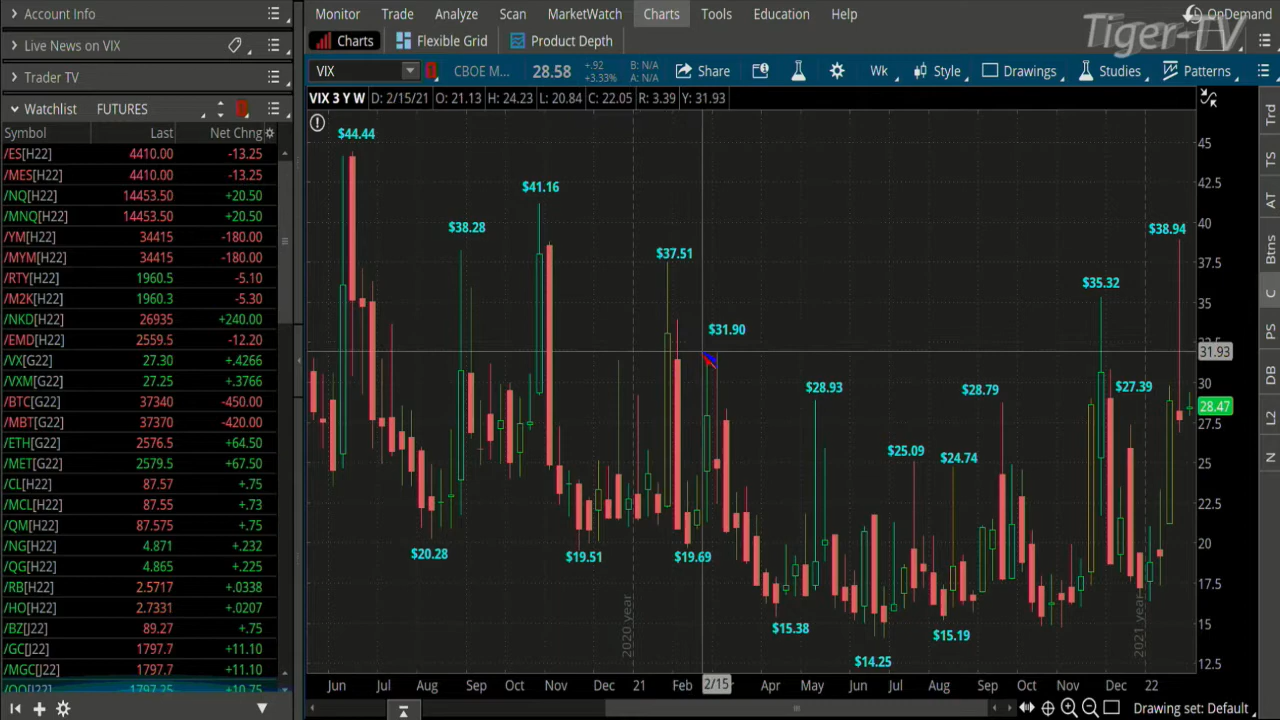 Account Info
Live News on VIX
Trader TV
Watchlist FUTURES
Symbol Last Net Chng
/ES[H22] 4410.00 -13.25
/MES[H22] 4410.00 -13.25
/NQ[H22] 14453.50 +20.50
/MNQ[H22] 14453.50 +20.50
/YM[H22] 34415 -180.00
/MYM[H22] 34415 -180.00
/RTY[H22] 1960.5 -5.10
/M2K[H22] 1960.3 -5.30
/NKD[H22] 26935 +240.00
/EMD[H22] 2559.5 -12.20
/VX[G22] 27.30 +.4266
/VXM[G22] 27.25 +.3766
/BTC[G22] 37340 -450.00
/MBT[G22] 37370 -420.00
/ETH[G22] 2576.5 +64.50
/MET[G22] 2579.5 +67.50
/CL[H22] 87.57 +.75
/MCL[H22] 87.55 +.73
/QM[H22] 87.575 +.75
/NG[H22] 4.871 +.232
/QG[H22] 4.865 +.225
/RB[H22] 2.5717 +.0338
/HO[H22] 2.7331 +.0207
/BZ[J22] 89.27 +.75
/GC[J22] 1797.7 +11.10
/MGC[J22] 1797.7 +11.10
1797.25 +10.75
Monitor Trade Analyze Scan MarketWatch Charts Tools Education Help
OnDemand
Tiger-TV
Charts Flexible Grid Product Depth
VIX CBOE M... 28.58 +.92 +3.33% B: N/A A: N/A Share Wk Style Drawings Studies Patterns
VIX 3 Y W D: 2/15/21 O: 21.13 H: 24.23 L: 20.84 C: 22.05 R: 3.39 Y: 31.93
$44.44
$41.16
$38.28
$38.94
$37.51
$35.32
$31.90
$28.93
$28.79
$27.39
$25.09
$24.74
$20.28
$19.51
$19.69
$15.38
$15.19
$14.25
2020 year
2021 year
45
42.5
40
37.5
35
31.93
30
28.47
27.5
25
22.5
20
17.5
15
12.5
Jun Jul Aug Sep Oct Nov Dec 21 Feb 2/15 Apr May Jun Jul Aug Sep Oct Nov Dec 22
Drawing set: Default
Trd
TS
AT
Btns
C
PS
DB
L2
N